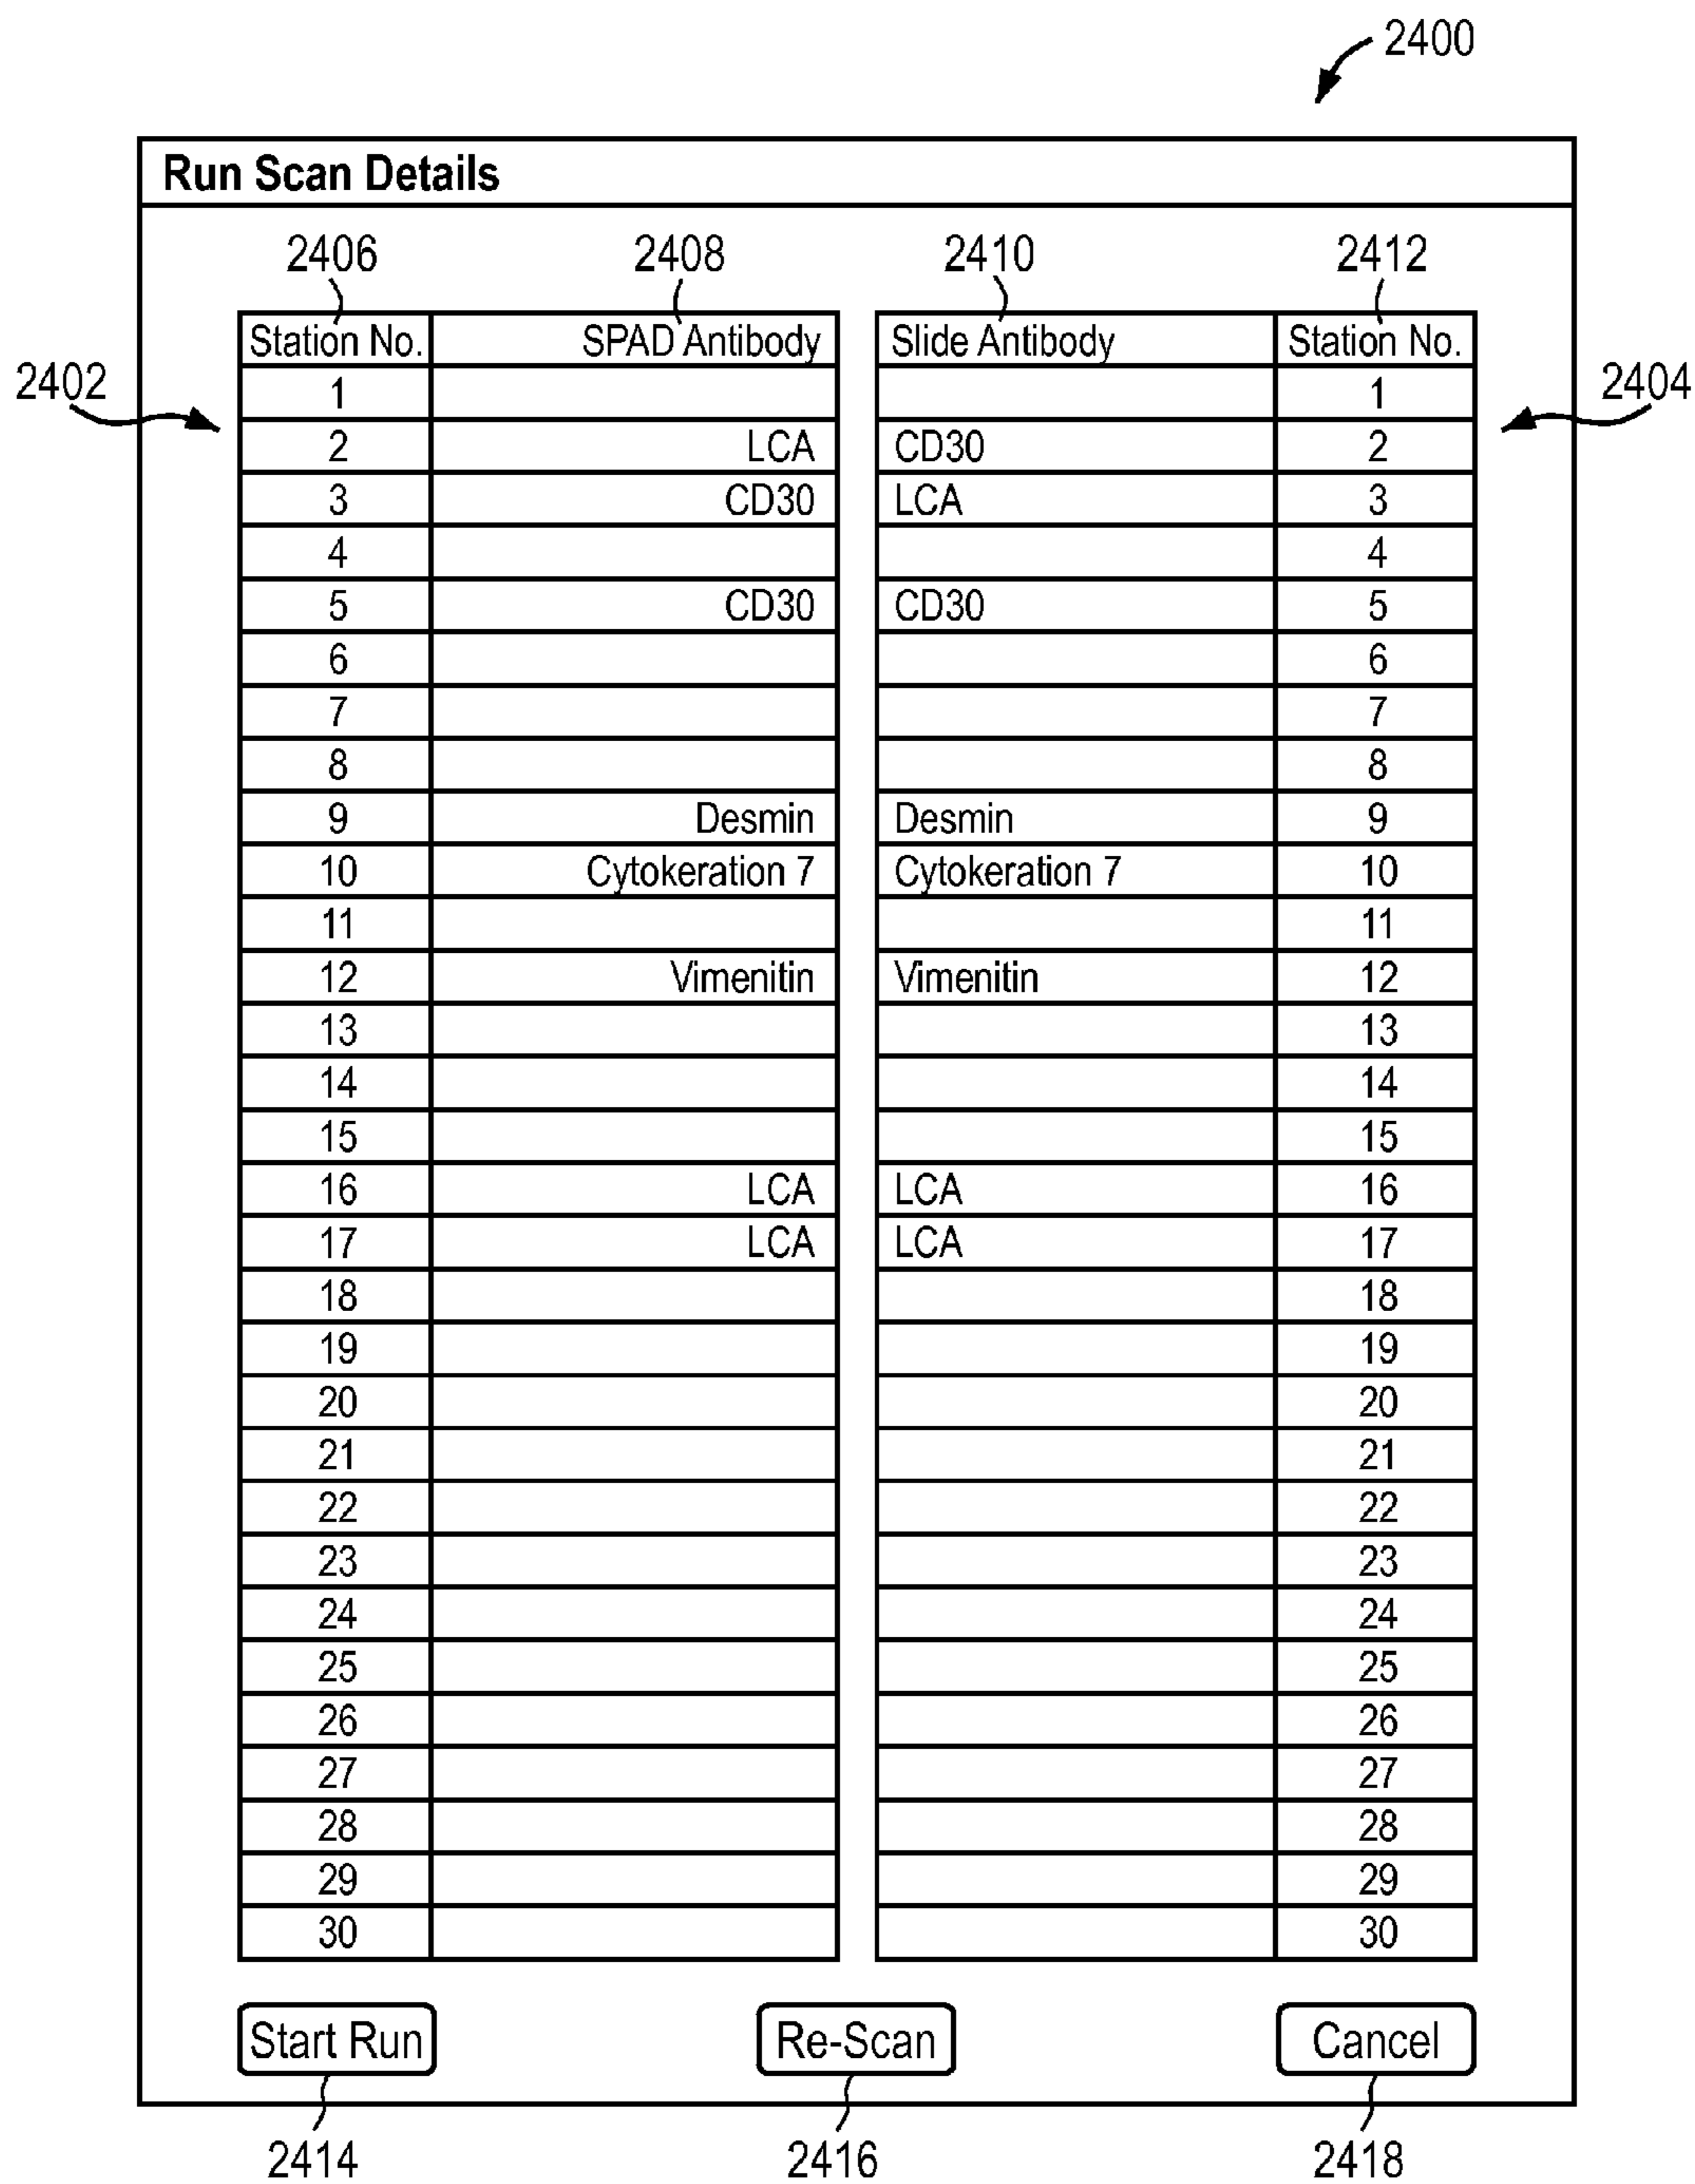 2400
Run Scan Details
2406 2408 2410 2412
Station No. SPAD Antibody Slide Antibody Station No.
2402 2404
1 1
2 LCA CD30 2
3 CD30 LCA 3
4 4
5 CD30 CD30 5
6 6
7 7
8 8
9 Desmin Desmin 9
10 Cytokeration 7 Cytokeration 7 10
11 11
12 Vimenitin Vimenitin 12
13 13
14 14
15 15
16 LCA LCA 16
17 LCA LCA 17
18 18
19 19
20 20
21 21
22 22
23 23
24 24
25 25
26 26
27 27
28 28
29 29
30 30
Start Run Re-Scan Cancel
2414 2416 2418